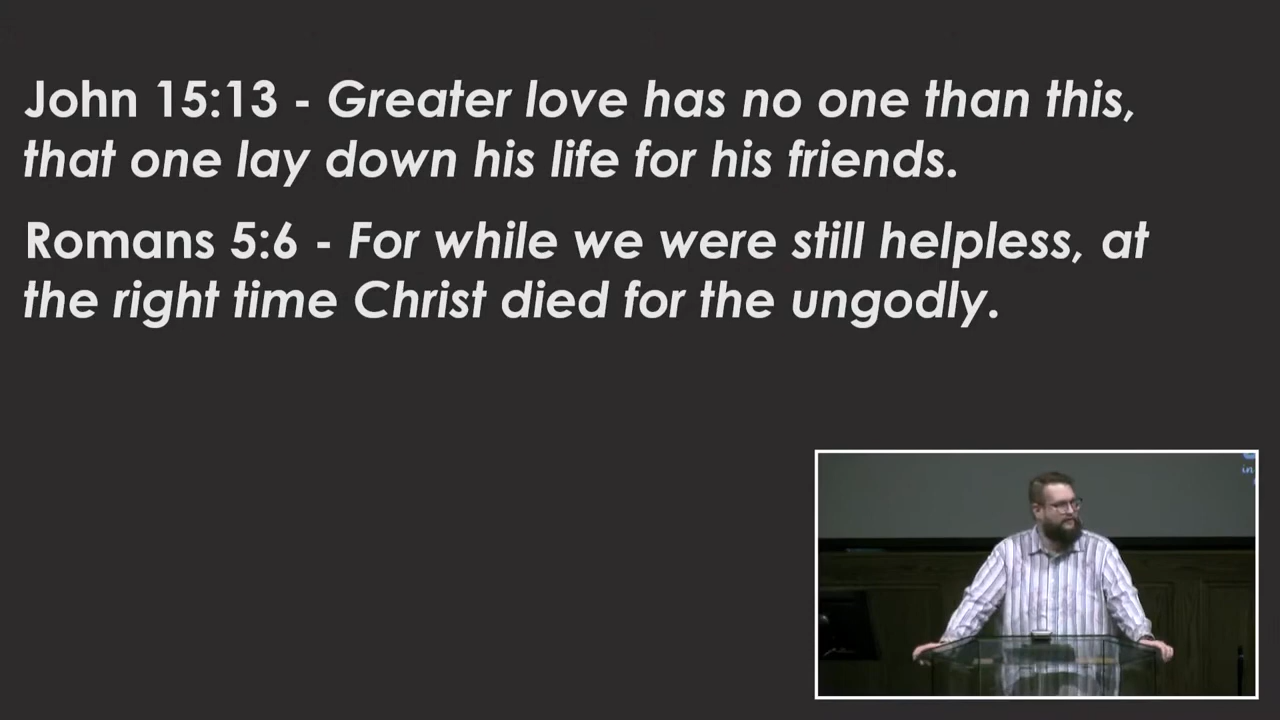 John 15:13 - Greater love has no one than this,
that one lay down his life for his friends.
Romans 5:6 - For while we were still helpless, at
the right time Christ died for the ungodly.
in